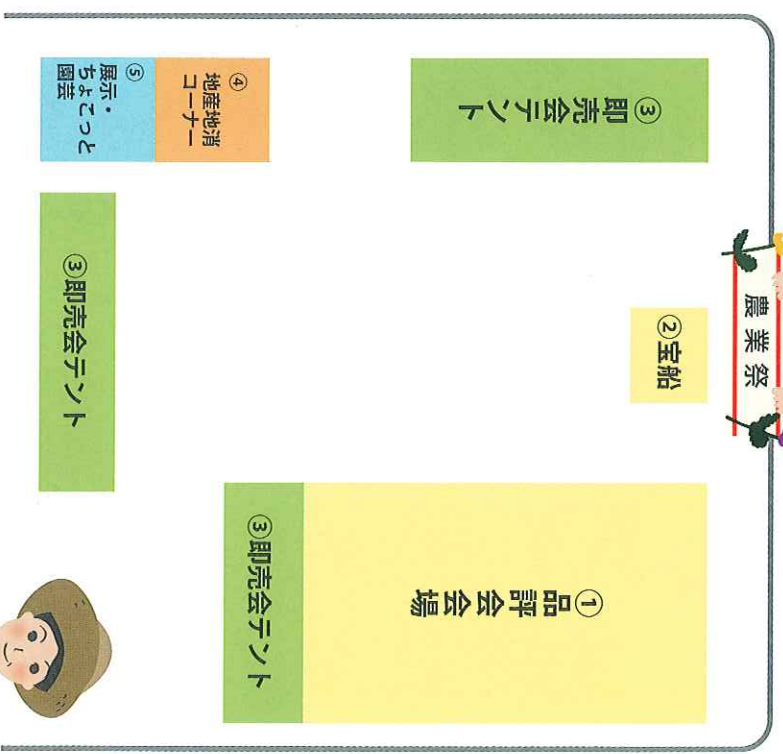 農業祭
③即売会テント
②宝船
①品評会会場
④
地産地消
コーナー
⑤
展示・
ちょこっと
園芸
③即売会テント
③即売会テント